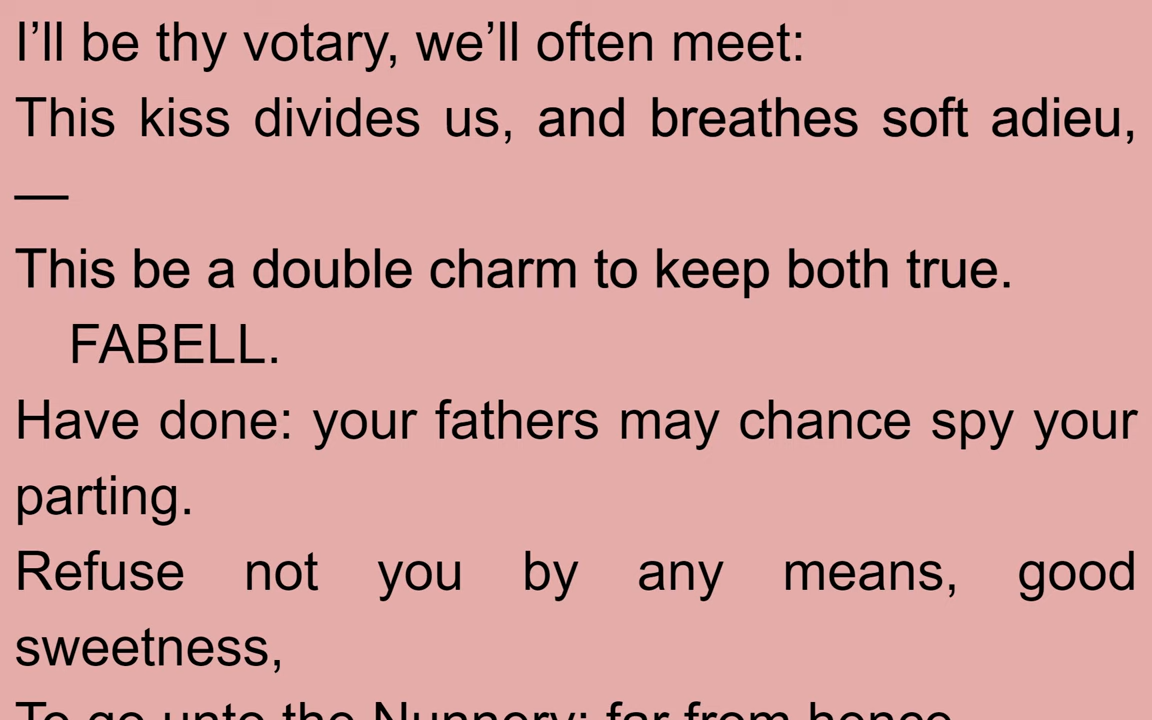 I’ll be thy votary, we’ll often meet:
This kiss divides us, and breathes soft adieu,
—
This be a double charm to keep both true.
FABELL.
Have done: your fathers may chance spy your
parting.
Refuse not you by any means, good
sweetness,
To go unto the Nunnery; far from hence